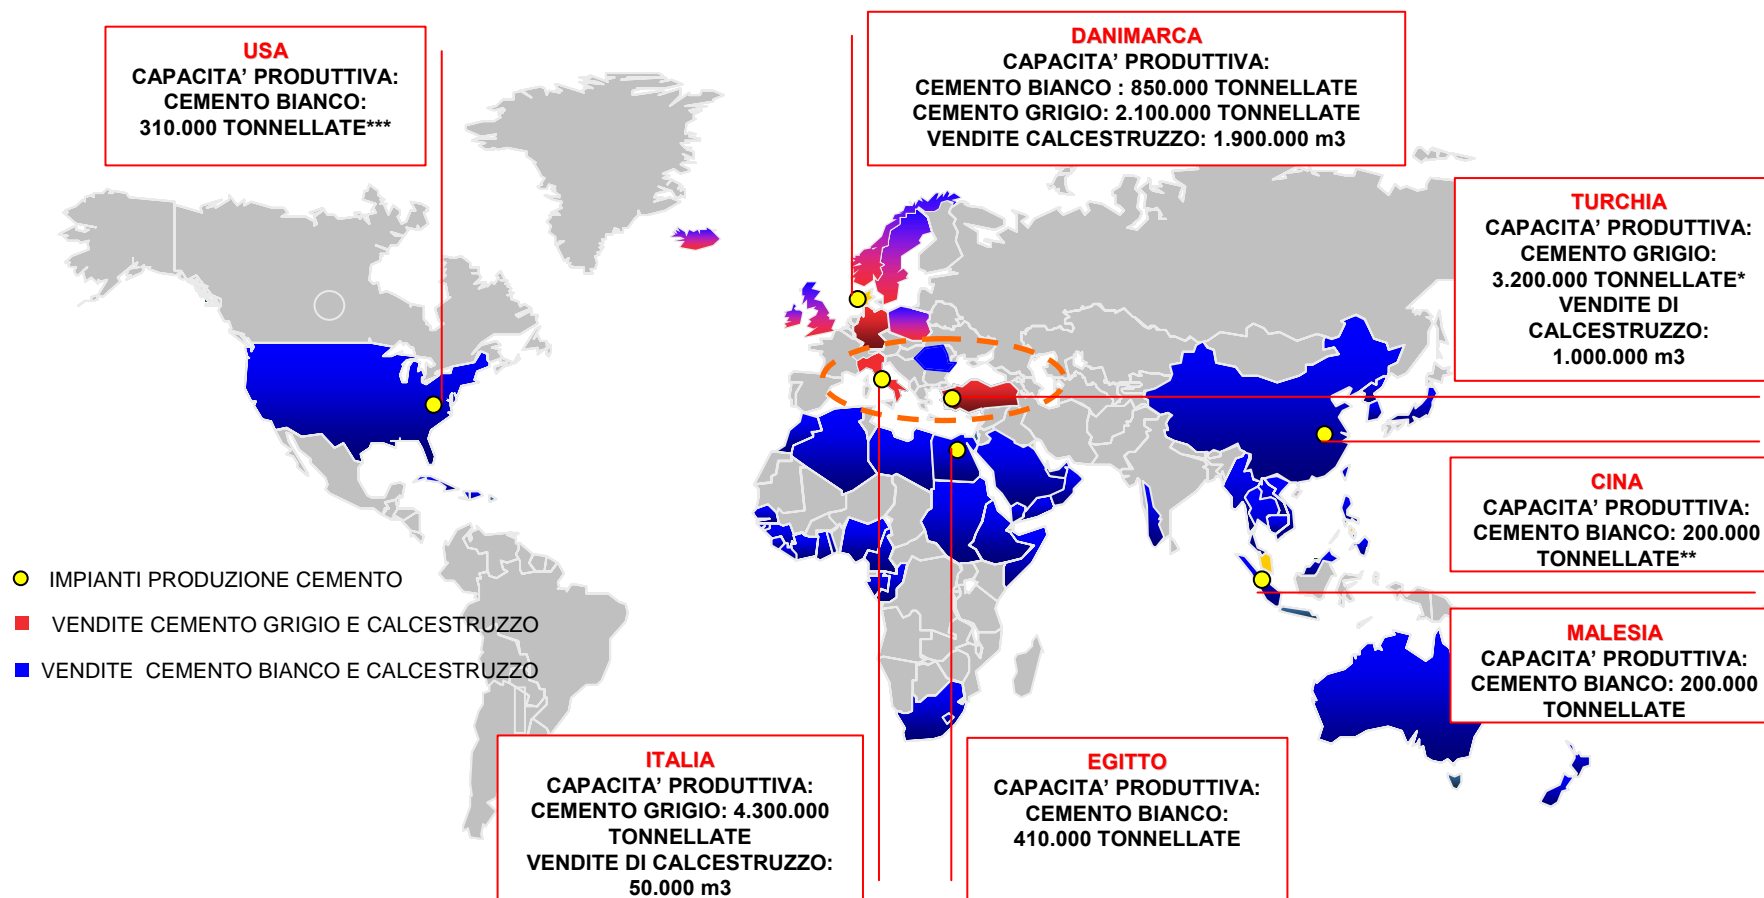 USA
CAPACITA’ PRODUTTIVA:
CEMENTO BIANCO:
310.000 TONNELLATE***
DANIMARCA
CAPACITA’ PRODUTTIVA:
CEMENTO BIANCO : 850.000 TONNELLATE
CEMENTO GRIGIO: 2.100.000 TONNELLATE
VENDITE CALCESTRUZZO: 1.900.000 m3
TURCHIA
CAPACITA’ PRODUTTIVA:
CEMENTO GRIGIO:
3.200.000 TONNELLATE*
VENDITE DI
CALCESTRUZZO:
1.000.000 m3
CINA
CAPACITA’ PRODUTTIVA:
CEMENTO BIANCO: 200.000
TONNELLATE**
MALESIA
CAPACITA’ PRODUTTIVA:
CEMENTO BIANCO: 200.000
TONNELLATE
IMPIANTI PRODUZIONE CEMENTO
VENDITE CEMENTO GRIGIO E CALCESTRUZZO
VENDITE CEMENTO BIANCO E CALCESTRUZZO
ITALIA
CAPACITA’ PRODUTTIVA:
CEMENTO GRIGIO: 4.300.000
TONNELLATE
VENDITE DI CALCESTRUZZO:
50.000 m3
EGITTO
CAPACITA’ PRODUTTIVA:
CEMENTO BIANCO:
410.000 TONNELLATE